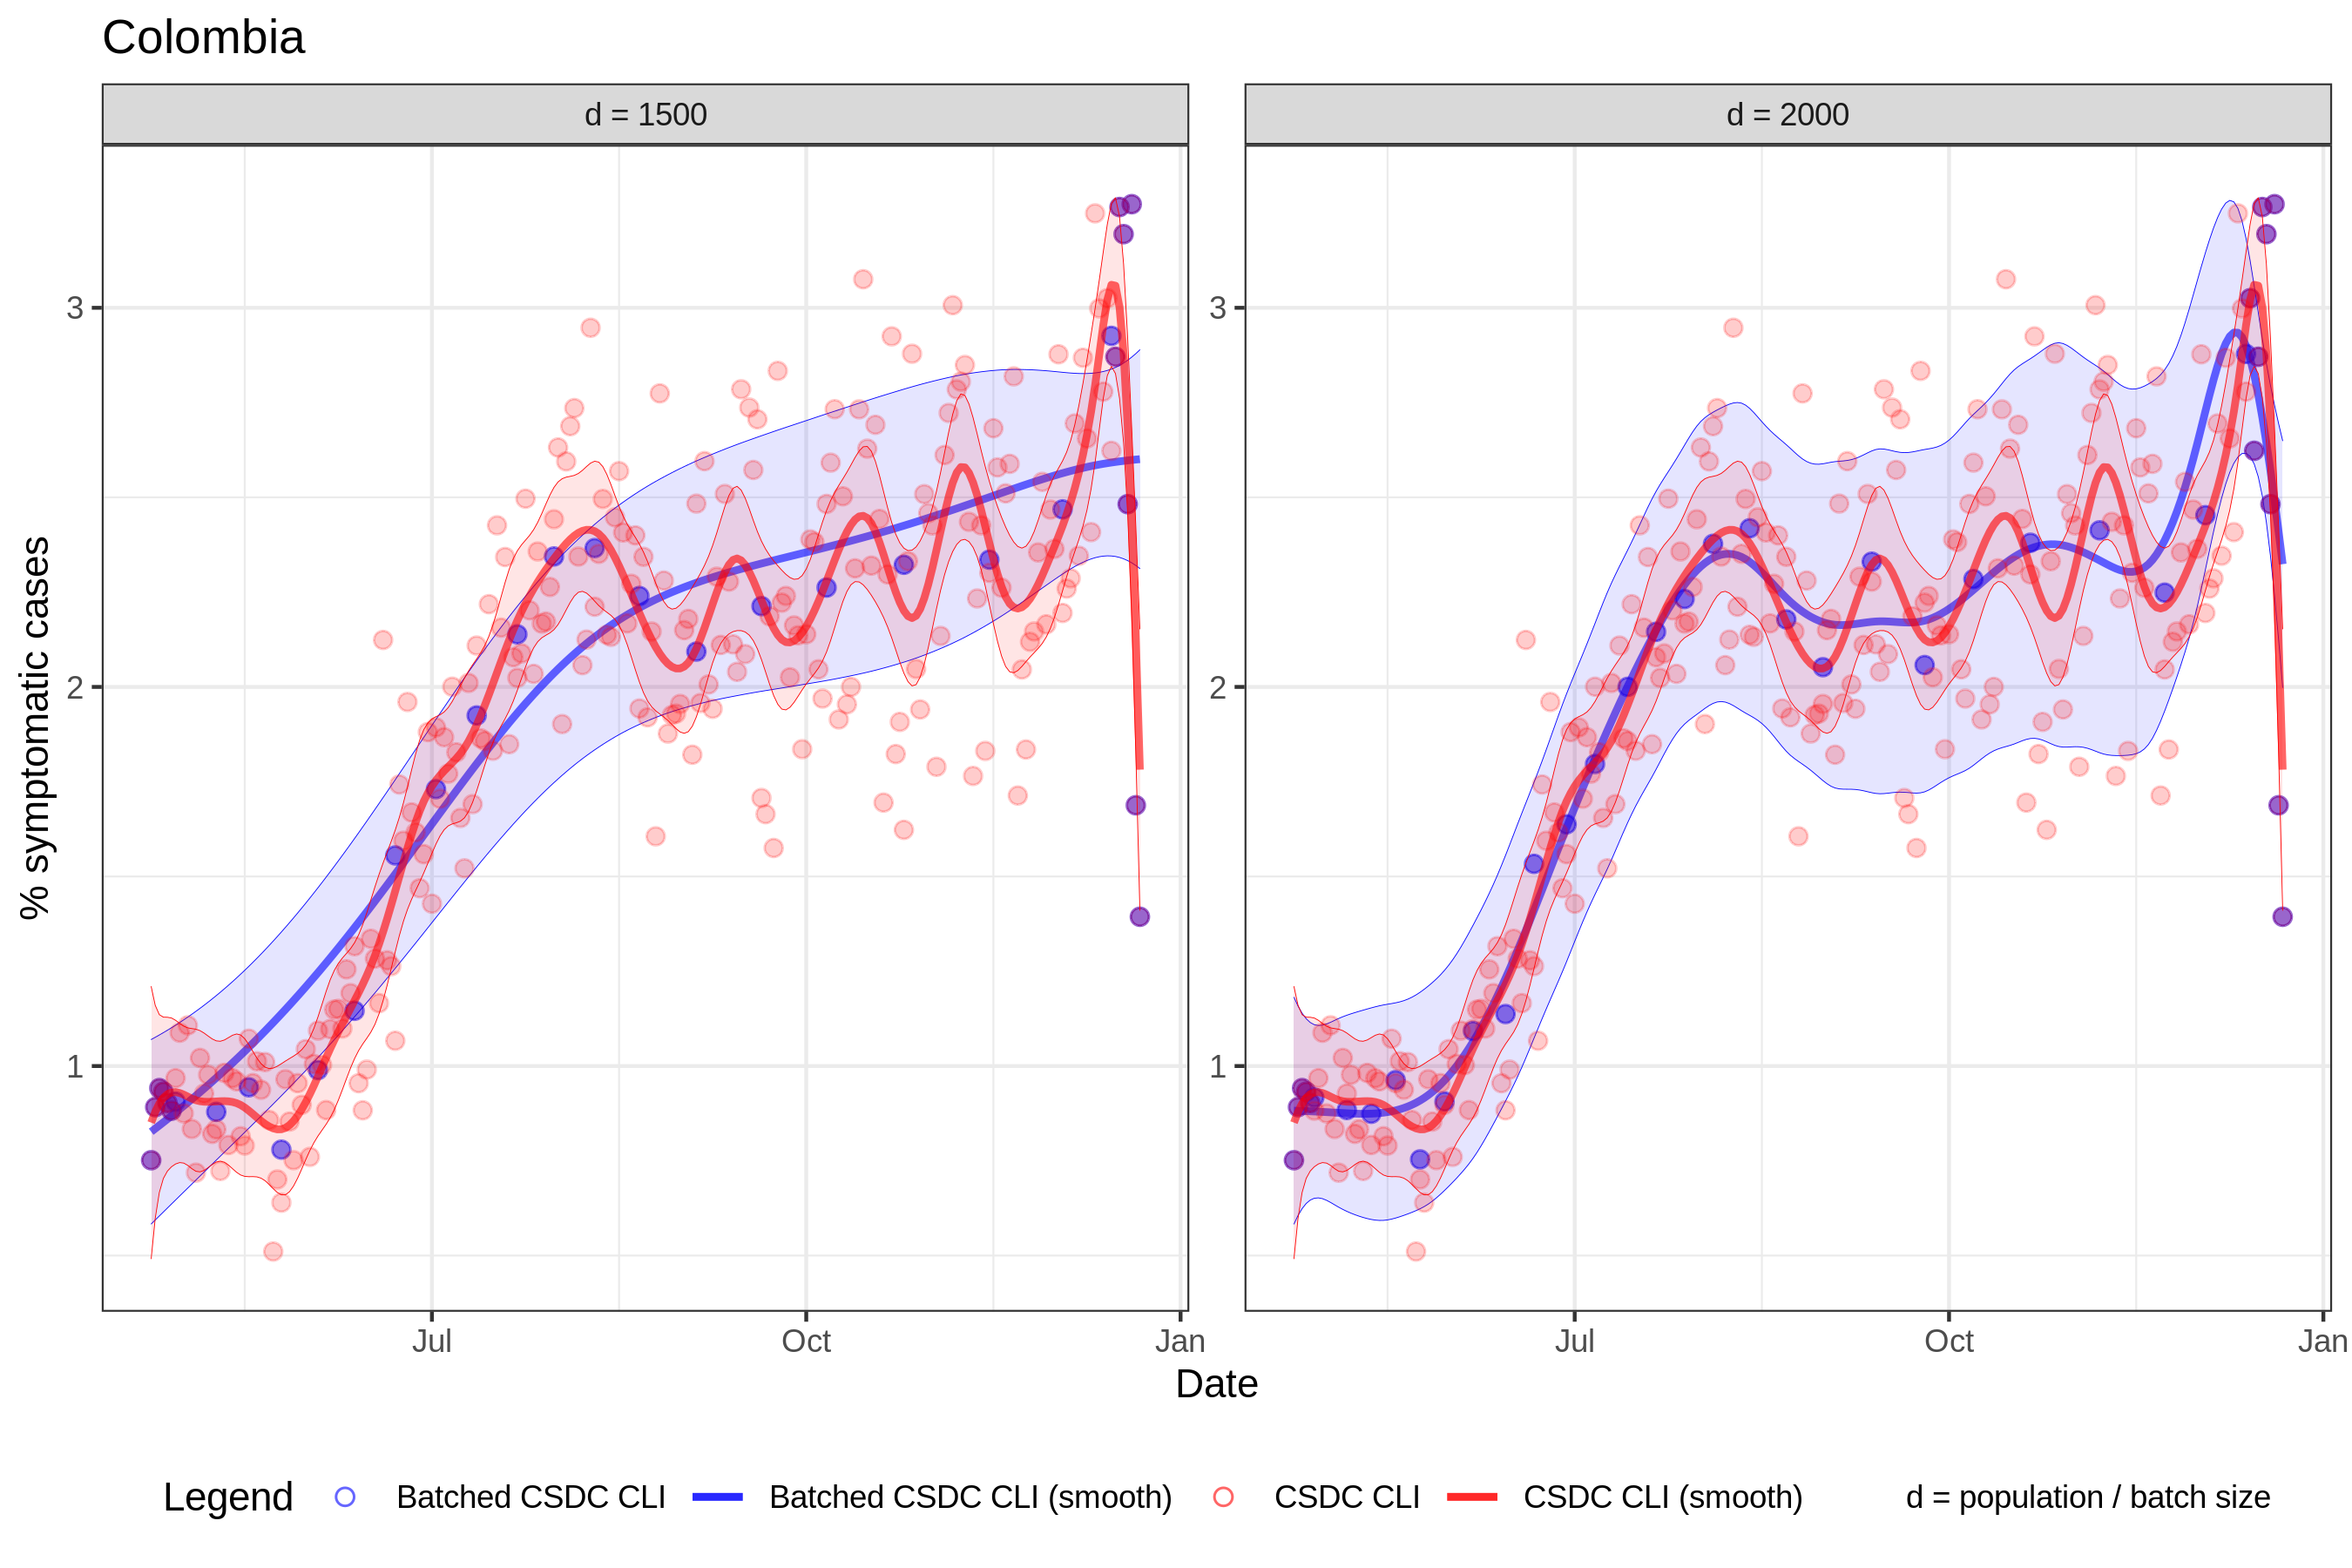 Colombia
d = 1500
d = 2000
% symptomatic cases
3
2
1
3
2
1
Jul
Oct
Jan
Jul
Oct
Jan
Date
Legend
Batched CSDC CLI
Batched CSDC CLI (smooth)
CSDC CLI
CSDC CLI (smooth)
d = population / batch size